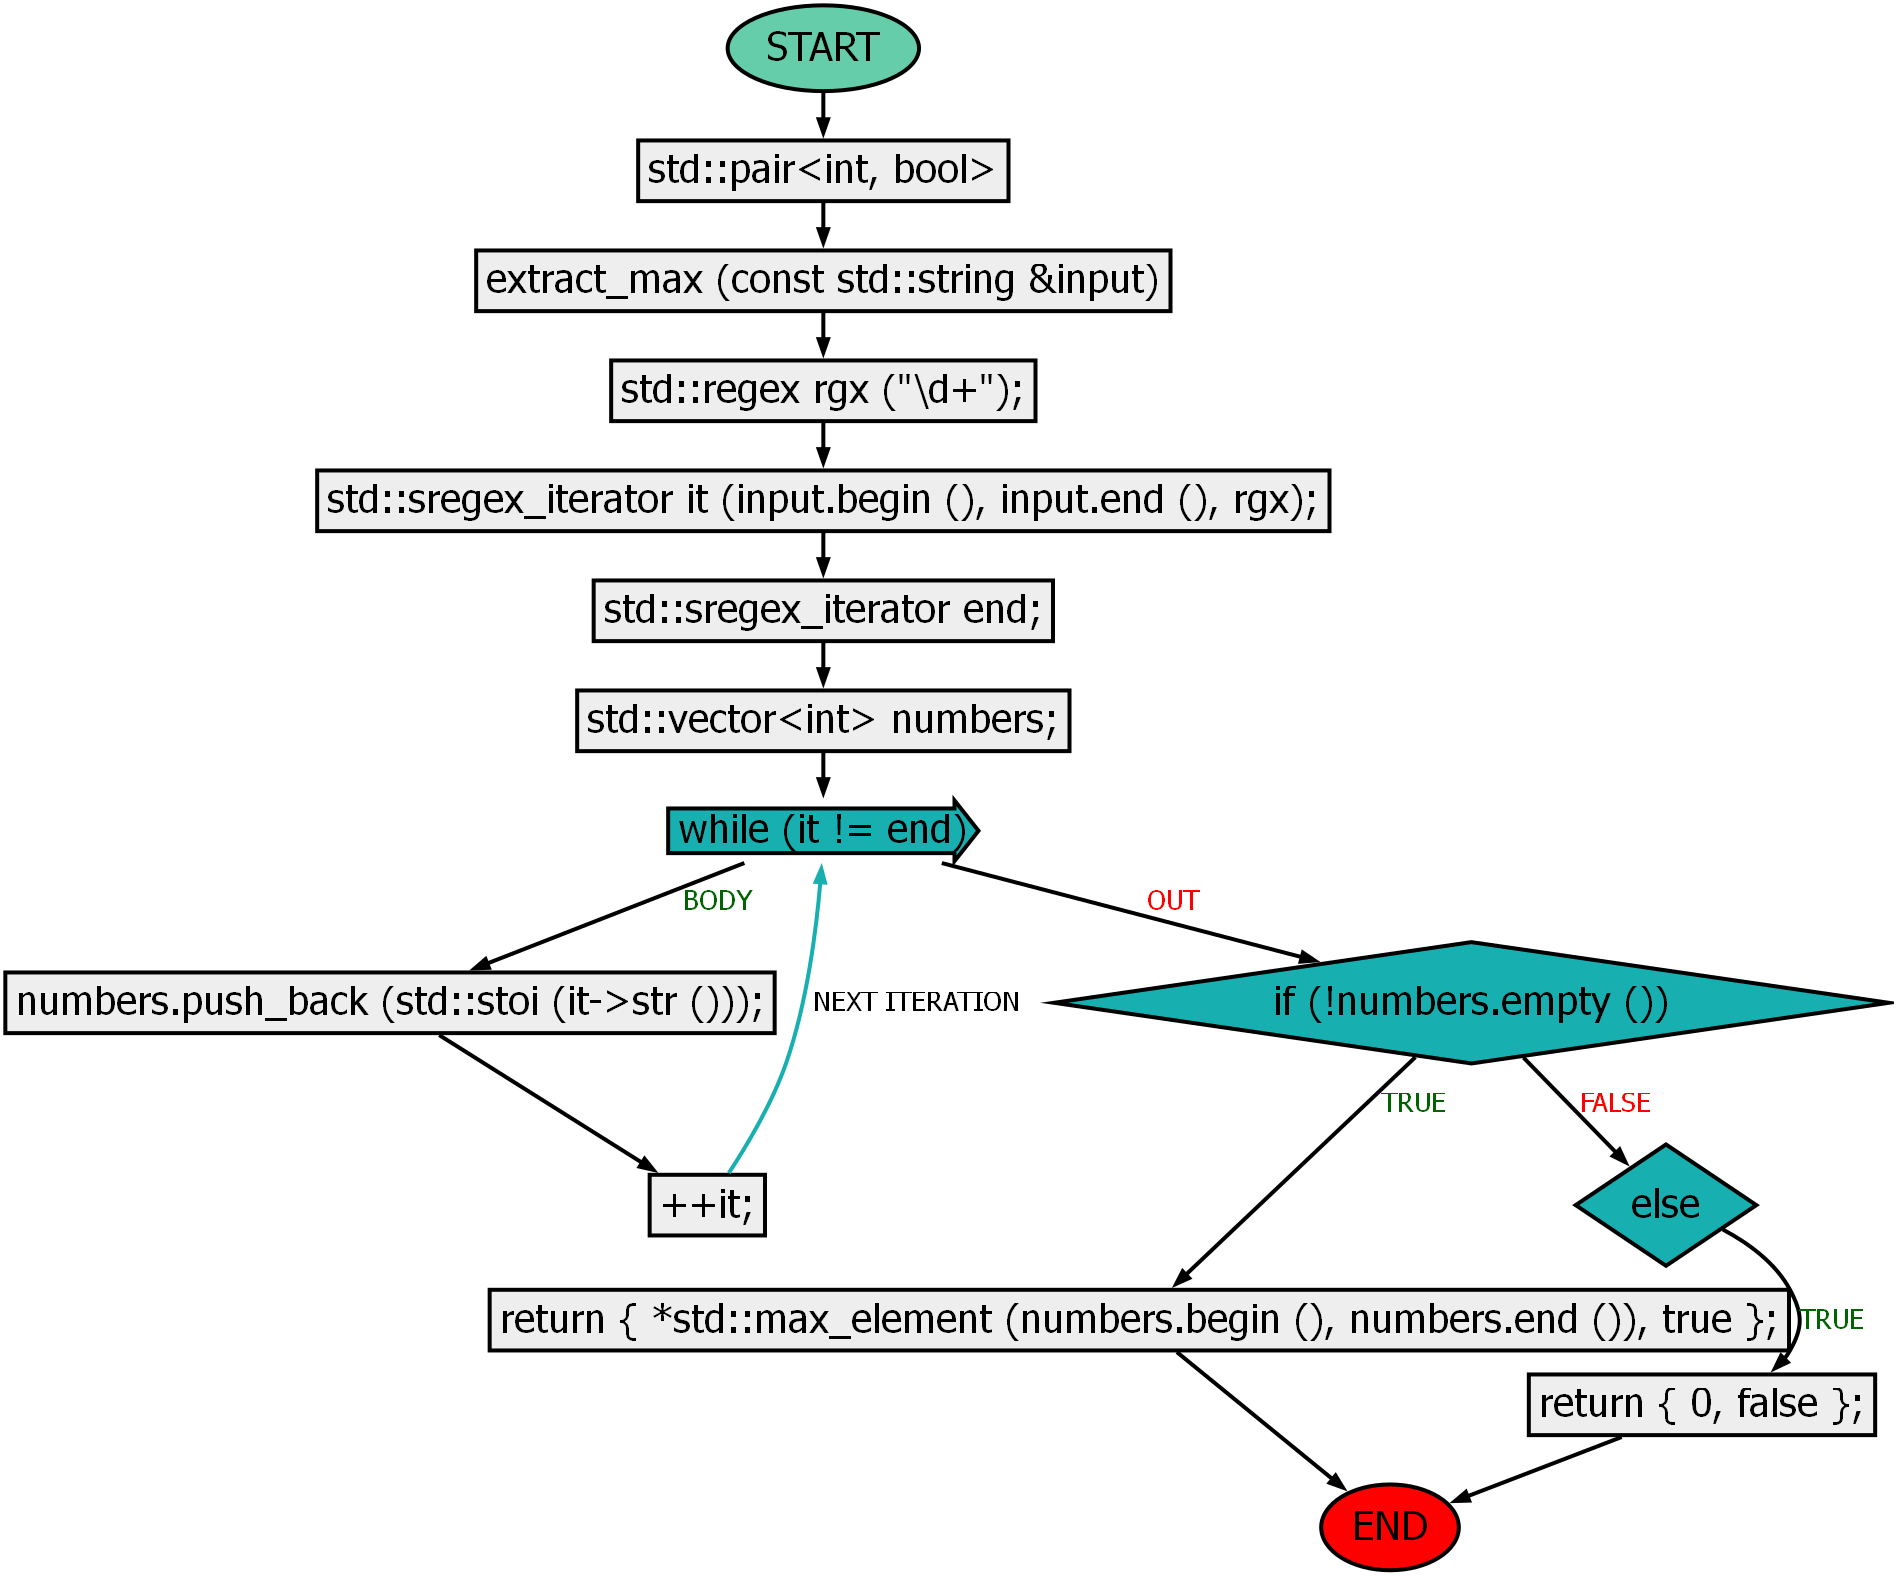 START
std::pair<int, bool>
extract_max (const std::string &input)
std::regex rgx ("\d+");
std::sregex_iterator it (input.begin (), input.end (), rgx);
std::sregex_iterator end;
std::vector<int> numbers;
while (it != end)
BODY
OUT
numbers.push_back (std::stoi (it->str ()));
NEXT ITERATION
if (!numbers.empty ())
TRUE
FALSE
++it;
else
return { *std::max_element (numbers.begin (), numbers.end ()), true };
TRUE
return { 0, false };
END